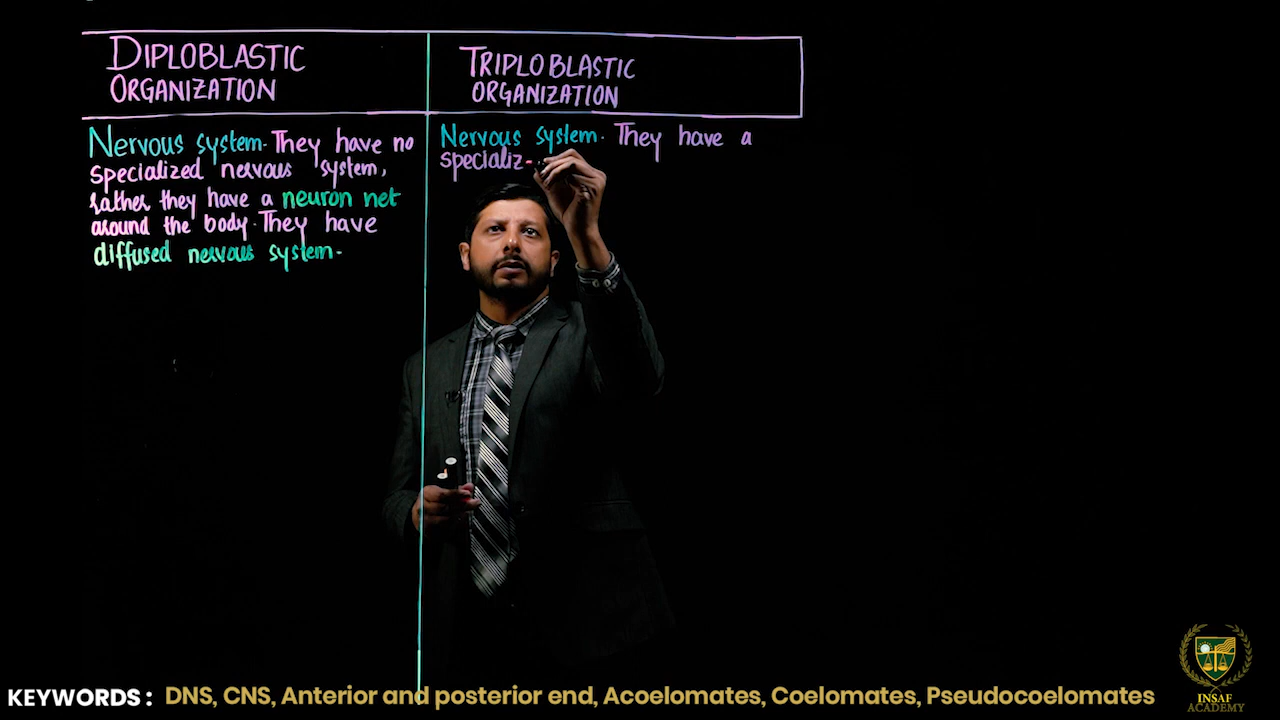 DIPLOBLASTIC
ORGANIZATION
TRIPLOBLASTIC
ORGANIZATION
Nervous system. They have no
specialized nervous system,
rather they have a neuron net
around the body. They have
diffused nervous system.
Nervous system. They have a
specializ
KEYWORDS: DNS, CNS, Anterior and posterior end, Acoelomates, Coelomates, Pseudocoelomates
INSAF
ACADEMY